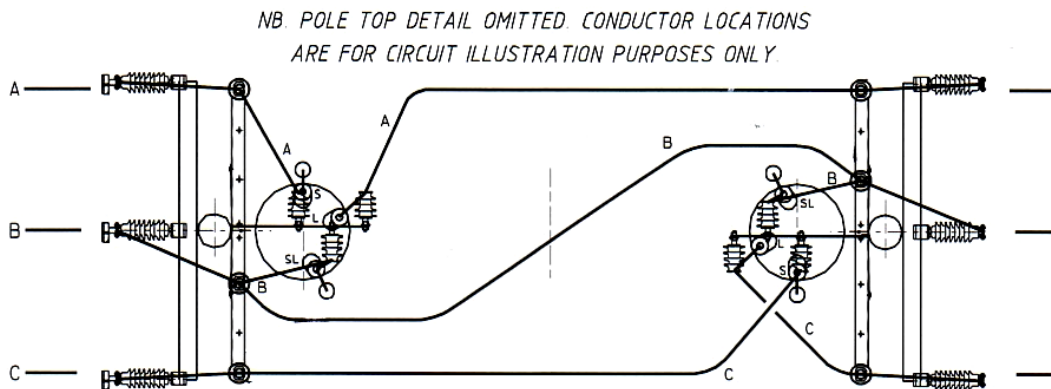 NB. POLE TOP DETAIL OMITTED. CONDUCTOR LOCATIONS
ARE FOR CIRCUIT ILLUSTRATION PURPOSES ONLY.
A
A
A
B
S
L
SL
B
B
B
SL
L
S
C
C
C